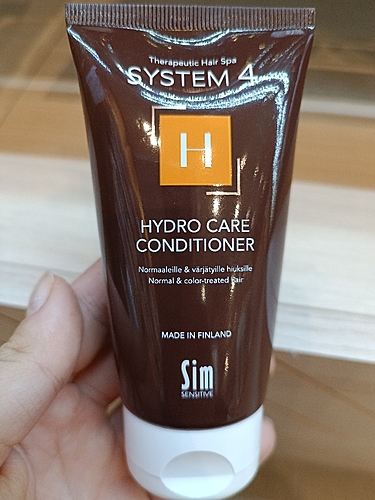 Therapeutic Hair Spa
SYSTEM 4
H
HYDRO CARE
CONDITIONER
Normaaleille & värjätyille hiuksille
Normal & color-treated hair
MADE IN FINLAND
Sim
SENSITIVE